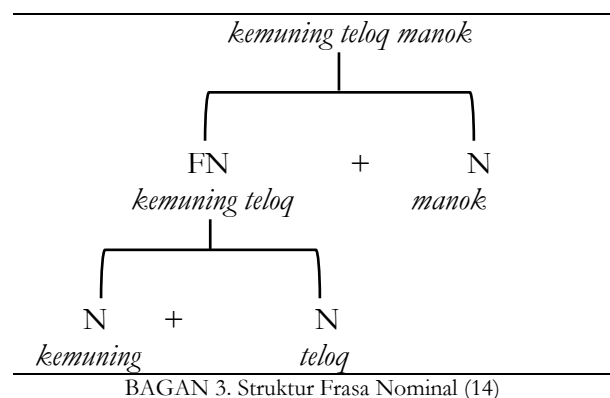 kemuning teloq manok
FN + N
kemuning teloq manok
N + N
kemuning teloq
BAGAN 3. Struktur Frasa Nominal (14)